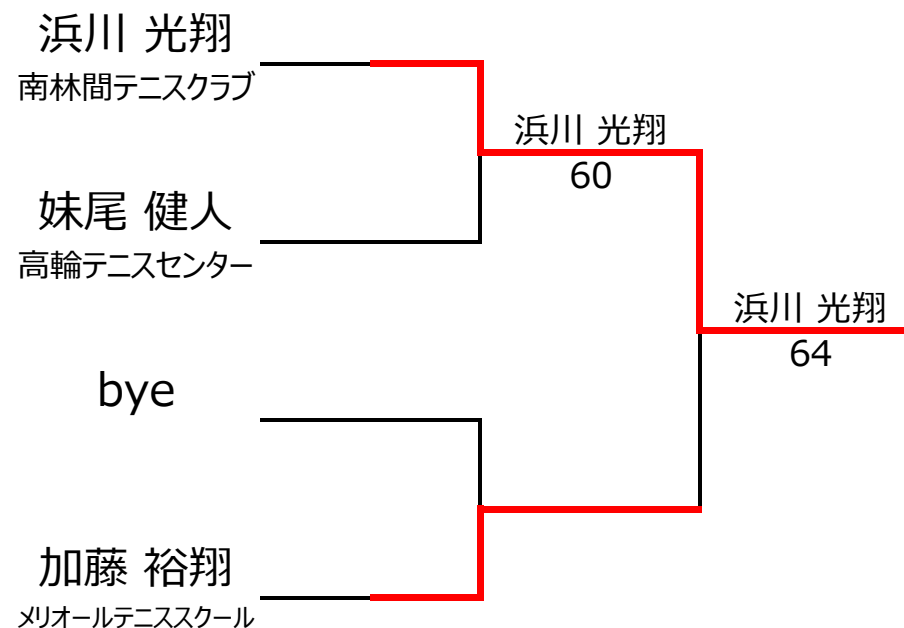 浜川 光翔
南林間テニスクラブ
浜川 光翔
60
妹尾 健人
高輪テニスセンター
浜川 光翔
64
bye
加藤 裕翔
メリオールテニススクール